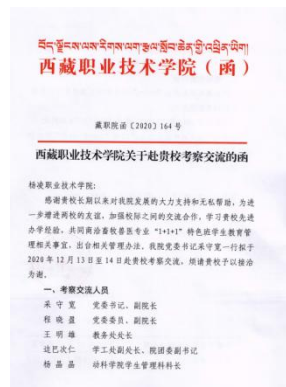 བོད་ལྗོངས་ལས་རིགས་ལག་རྩལ་སློབ་ཆེན་གྱི་འཕྲིན་ཡིག།
西藏职业技术学院（函）
藏职院函〔2020〕164号
西藏职业技术学院关于赴贵校考察交流的函
杨凌职业技术学院：
感谢贵校长期以来对我院发展的大力支持和无私帮助，为进
一步增进两校的友谊，加强校际之间的交流合作，学习贵校先进
办学经验，共同商洽畜牧兽医专业“1+1+1”特色班学生教育管
理相关事宜、出台相关管理办法，我院党委书记采守宽一行拟于
2020年12月13日至14日赴贵校考察交流，烦请贵校予以接洽
为谢。
一、考察交流人员
采守宽 党委书记、副院长
程晓盈 党委委员、副院长
王明雄 教务处处长
达巴次仁 学工处副处长、院团委副书记
杨晶晶 动科学院学生管理科科长